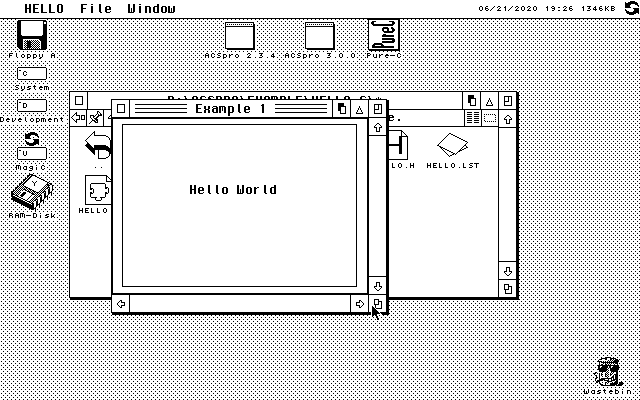 HELLO File Window 06/21/2020 19:26 1346KB
Floppy A
ACSpro 2.3.4. ACSpro 3.0.0. Pure-C
PureC
C
System
D
Development
U
Magic
RAM-Disk
Example 1
Hello World
HELLO
LO.H
HELLO.LST
Wastebin